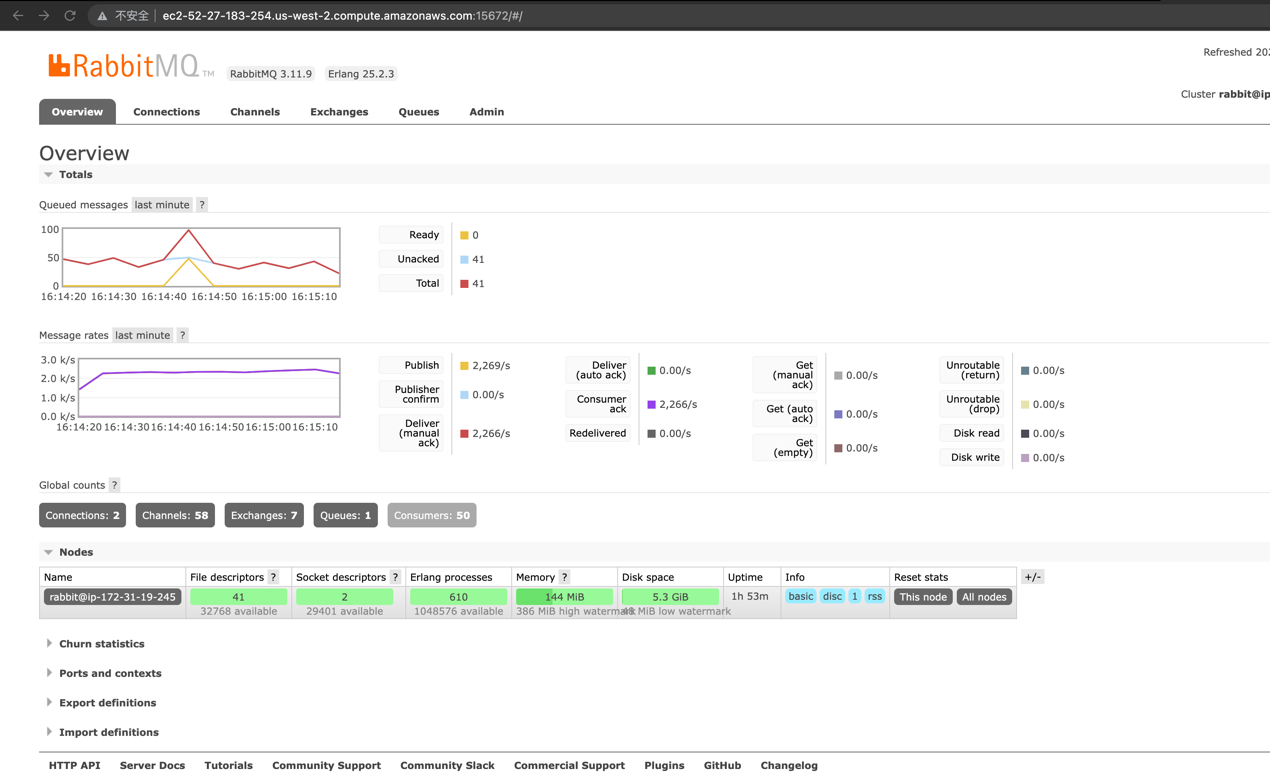 不安全 ec2-52-27-183-254.us-west-2.compute.amazonaws.com:15672/#/
Refreshed 202
RabbitMQ TM RabbitMQ 3.11.9 Erlang 25.2.3
Cluster rabbit@ip
Overview Connections Channels Exchanges Queues Admin
Overview
Totals
Queued messages last minute ?
100
50
0
16:14:20 16:14:30 16:14:40 16:14:50 16:15:00 16:15:10
Ready 0
Unacked 41
Total 41
Message rates last minute ?
3.0 k/s
2.0 k/s
1.0 k/s
0.0 k/s
16:14:20 16:14:30 16:14:40 16:14:50 16:15:00 16:15:10
Publish 2,269/s
Publisher
confirm 0.00/s
Deliver
(manual
ack) 2,266/s
Deliver
(auto ack) 0.00/s
Consumer
ack 2,266/s
Redelivered 0.00/s
Get
(manual
ack) 0.00/s
Get (auto
ack) 0.00/s
Get
(empty) 0.00/s
Unroutable
(return) 0.00/s
Unroutable
(drop) 0.00/s
Disk read 0.00/s
Disk write 0.00/s
Global counts ?
Connections: 2 Channels: 58 Exchanges: 7 Queues: 1 Consumers: 50
Nodes
Name File descriptors ? Socket descriptors ? Erlang processes Memory ? Disk space Uptime Info Reset stats +/-
rabbit@ip-172-31-19-245 41 2 610 144 MiB 5.3 GiB 1h 53m basic disc 1 rss This node All nodes
32768 available 29401 available 1048576 available 386 MiB high watermark 48 MiB low watermark
Churn statistics
Ports and contexts
Export definitions
Import definitions
HTTP API Server Docs Tutorials Community Support Community Slack Commercial Support Plugins GitHub Changelog